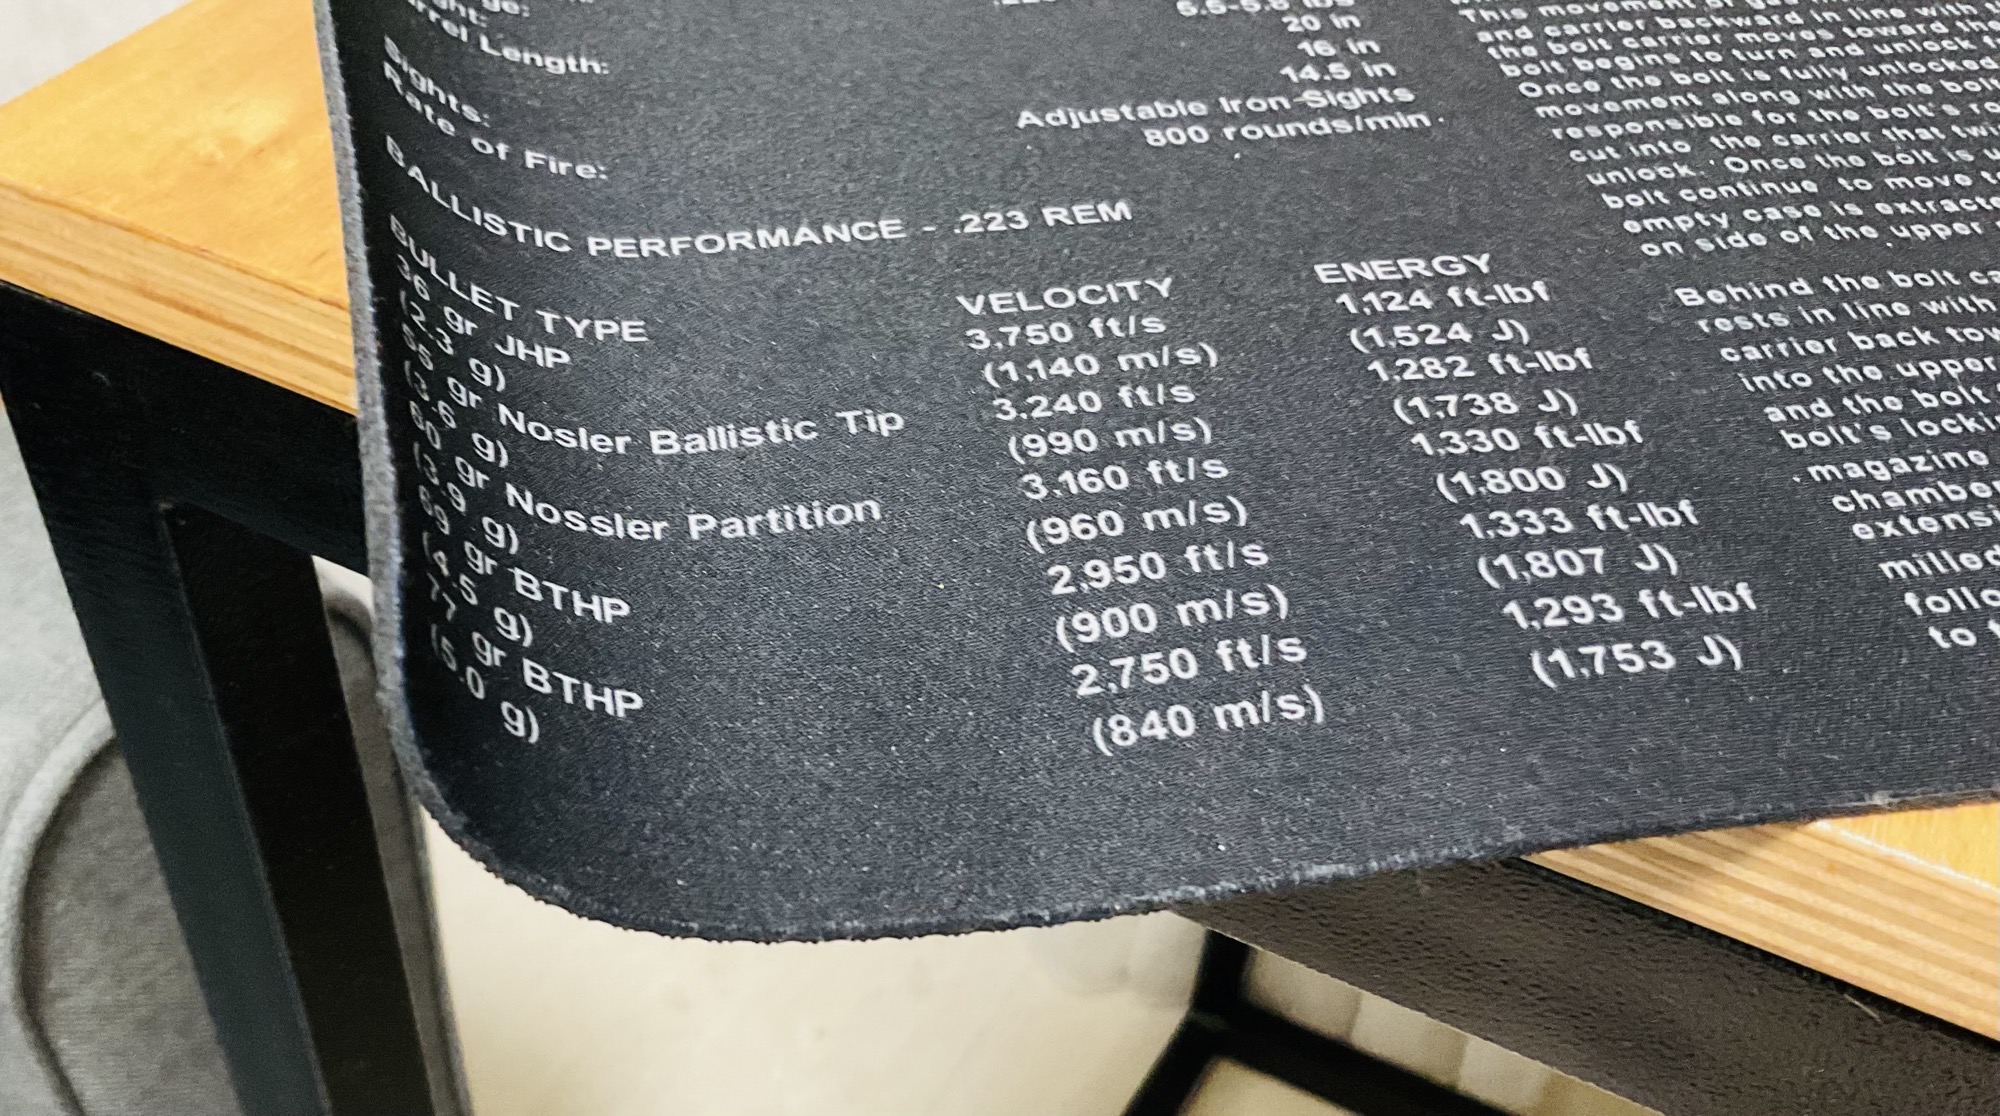 Length:
20 in
16 in
14.5 in
Sights:
Adjustable Iron-Sights
Rate of Fire:
800 rounds/min.
BALLISTIC PERFORMANCE - .223 REM
BULLET TYPE VELOCITY ENERGY
36 gr JHP 3,750 ft/s 1,124 ft-lbf
(2.3 g) (1,140 m/s) (1,524 J)
55 gr Nosler Ballistic Tip 3,240 ft/s 1,282 ft-lbf
(3.6 g) (990 m/s) (1,738 J)
60 gr Nossler Partition 3,160 ft/s 1,330 ft-lbf
(3.9 g) (960 m/s) (1,800 J)
69 gr BTHP 2,950 ft/s 1,333 ft-lbf
(4.5 g) (900 m/s) (1,807 J)
77 gr BTHP 2,750 ft/s 1,293 ft-lbf
(5.0 g) (840 m/s) (1,753 J)
This movement of gas
and carrier backward in line with
the bolt carrier moves toward the
bolt begins to turn and unlock
Once the bolt is fully unlocked
movement along with the bolt
responsible for the bolt's
cut into the carrier that
unlock. Once the bolt is
bolt continue to move
empty case is
on side of the upper
Behind the bolt
rests in line with
carrier back
into the upper
and the bolt
bolt's
magazine
milled
to